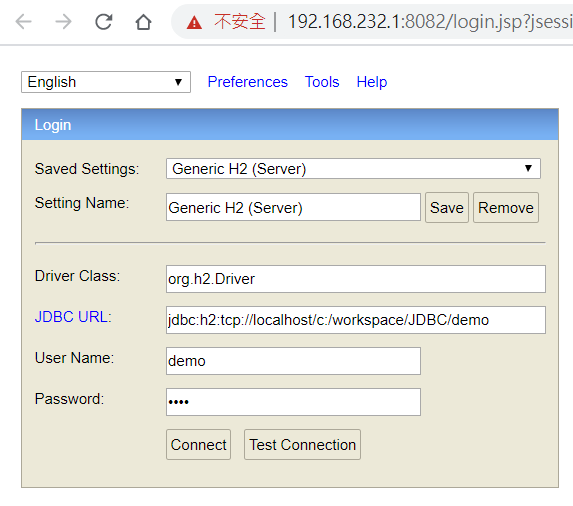 不安全 | 192.168.232.1:8082/login.jsp?jsessi
English Preferences Tools Help
Login
Saved Settings: Generic H2 (Server)
Setting Name: Generic H2 (Server) Save Remove
Driver Class: org.h2.Driver
JDBC URL: jdbc:h2:tcp://localhost/c:/workspace/JDBC/demo
User Name: demo
Password: ••••
Connect Test Connection